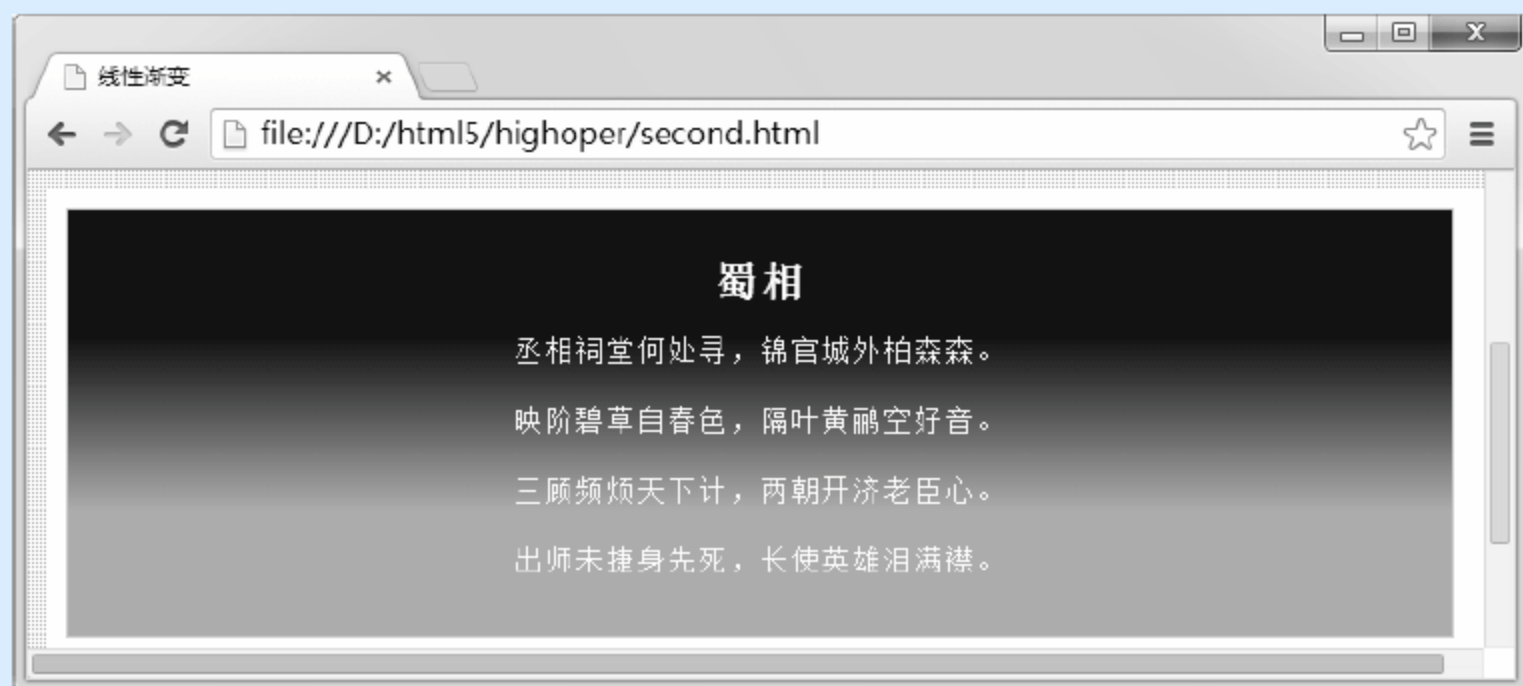 线性渐变
file:///D:/html5/highoper/second.html
蜀相
丞相祠堂何处寻，锦官城外柏森森。
映阶碧草自春色，隔叶黄鹂空好音。
三顾频烦天下计，两朝开济老臣心。
出师未捷身先死，长使英雄泪满襟。